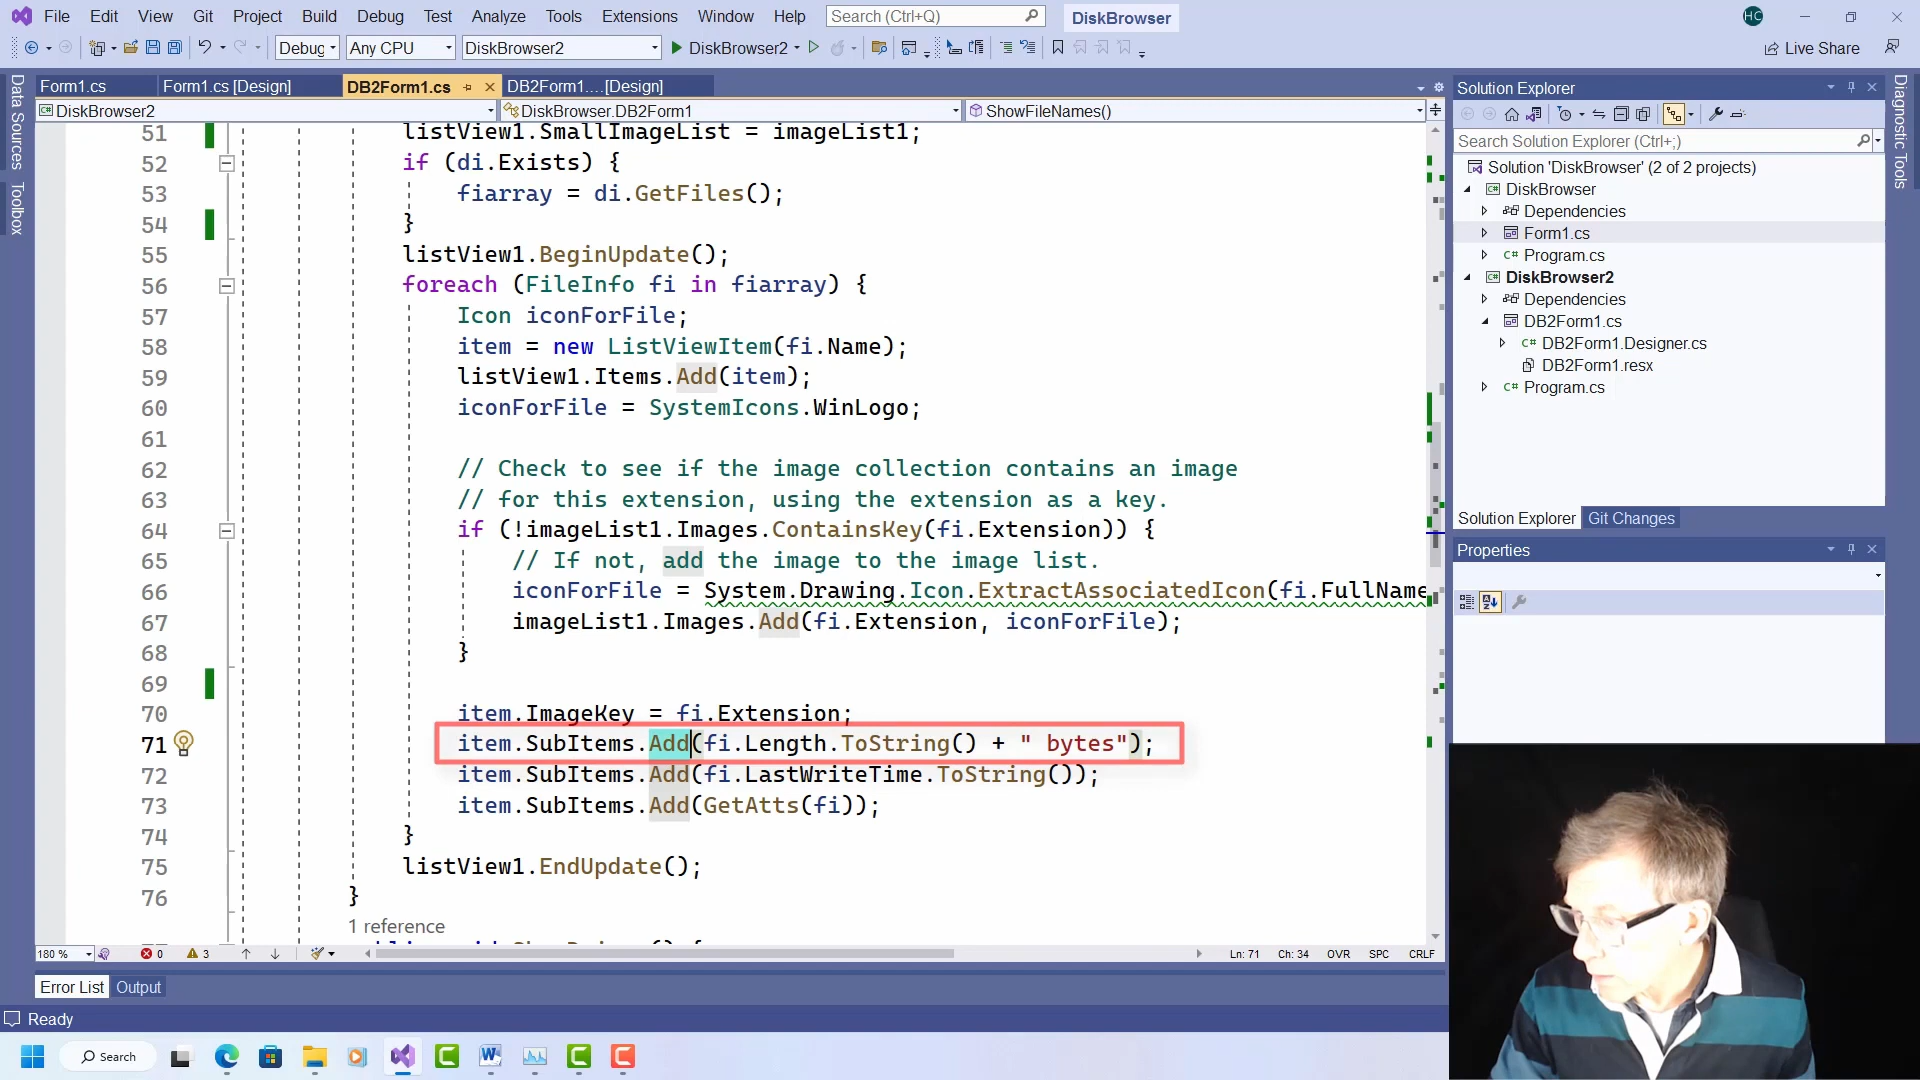 File Edit View Git Project Build Debug Test Analyze Tools Extensions Window Help Search (Ctrl+Q) DiskBrowser HC
Debug Any CPU DiskBrowser2 DiskBrowser2 Live Share
Form1.cs Form1.cs [Design] DB2Form1.cs DB2Form1....[Design]
DiskBrowser2 DiskBrowser.DB2Form1 ShowFileNames()
Data Sources
Toolbox
51 listView1.SmallImageList = imageList1;
52 if (di.Exists) {
53 fiarray = di.GetFiles();
54 }
55 listView1.BeginUpdate();
56 foreach (FileInfo fi in fiarray) {
57 Icon iconForFile;
58 item = new ListViewItem(fi.Name);
59 listView1.Items.Add(item);
60 iconForFile = SystemIcons.WinLogo;
61
62 // Check to see if the image collection contains an image
63 // for this extension, using the extension as a key.
64 if (!imageList1.Images.ContainsKey(fi.Extension)) {
65 // If not, add the image to the image list.
66 iconForFile = System.Drawing.Icon.ExtractAssociatedIcon(fi.FullName
67 imageList1.Images.Add(fi.Extension, iconForFile);
68 }
69
70 item.ImageKey = fi.Extension;
71 item.SubItems.Add(fi.Length.ToString() + " bytes");
72 item.SubItems.Add(fi.LastWriteTime.ToString());
73 item.SubItems.Add(GetAtts(fi));
74 }
75 listView1.EndUpdate();
76 }
1 reference
180 % 0 3 Ln: 71 Ch: 34 OVR SPC CRLF
Error List Output
Ready
Search
Solution Explorer
Search Solution Explorer (Ctrl+;)
Solution 'DiskBrowser' (2 of 2 projects)
DiskBrowser
Dependencies
Form1.cs
Program.cs
DiskBrowser2
Dependencies
DB2Form1.cs
DB2Form1.Designer.cs
DB2Form1.resx
Program.cs
Solution Explorer Git Changes
Properties
Diagnostic Tools